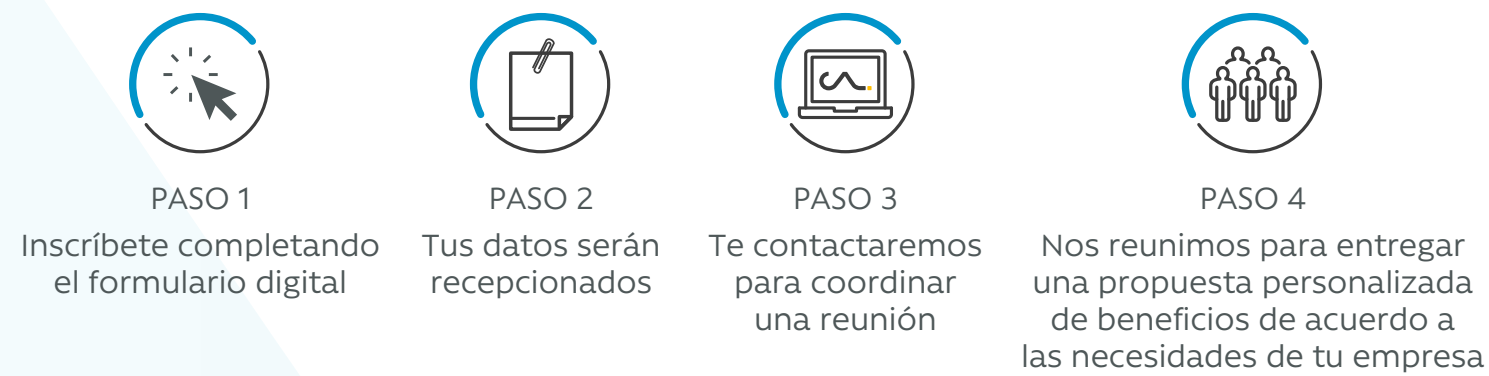 PASO 1
Inscríbete completando
el formulario digital
PASO 2
Tus datos serán
recepcionados
PASO 3
Te contactaremos
para coordinar
una reunión
PASO 4
Nos reunimos para entregar
una propuesta personalizada
de beneficios de acuerdo a
las necesidades de tu empresa